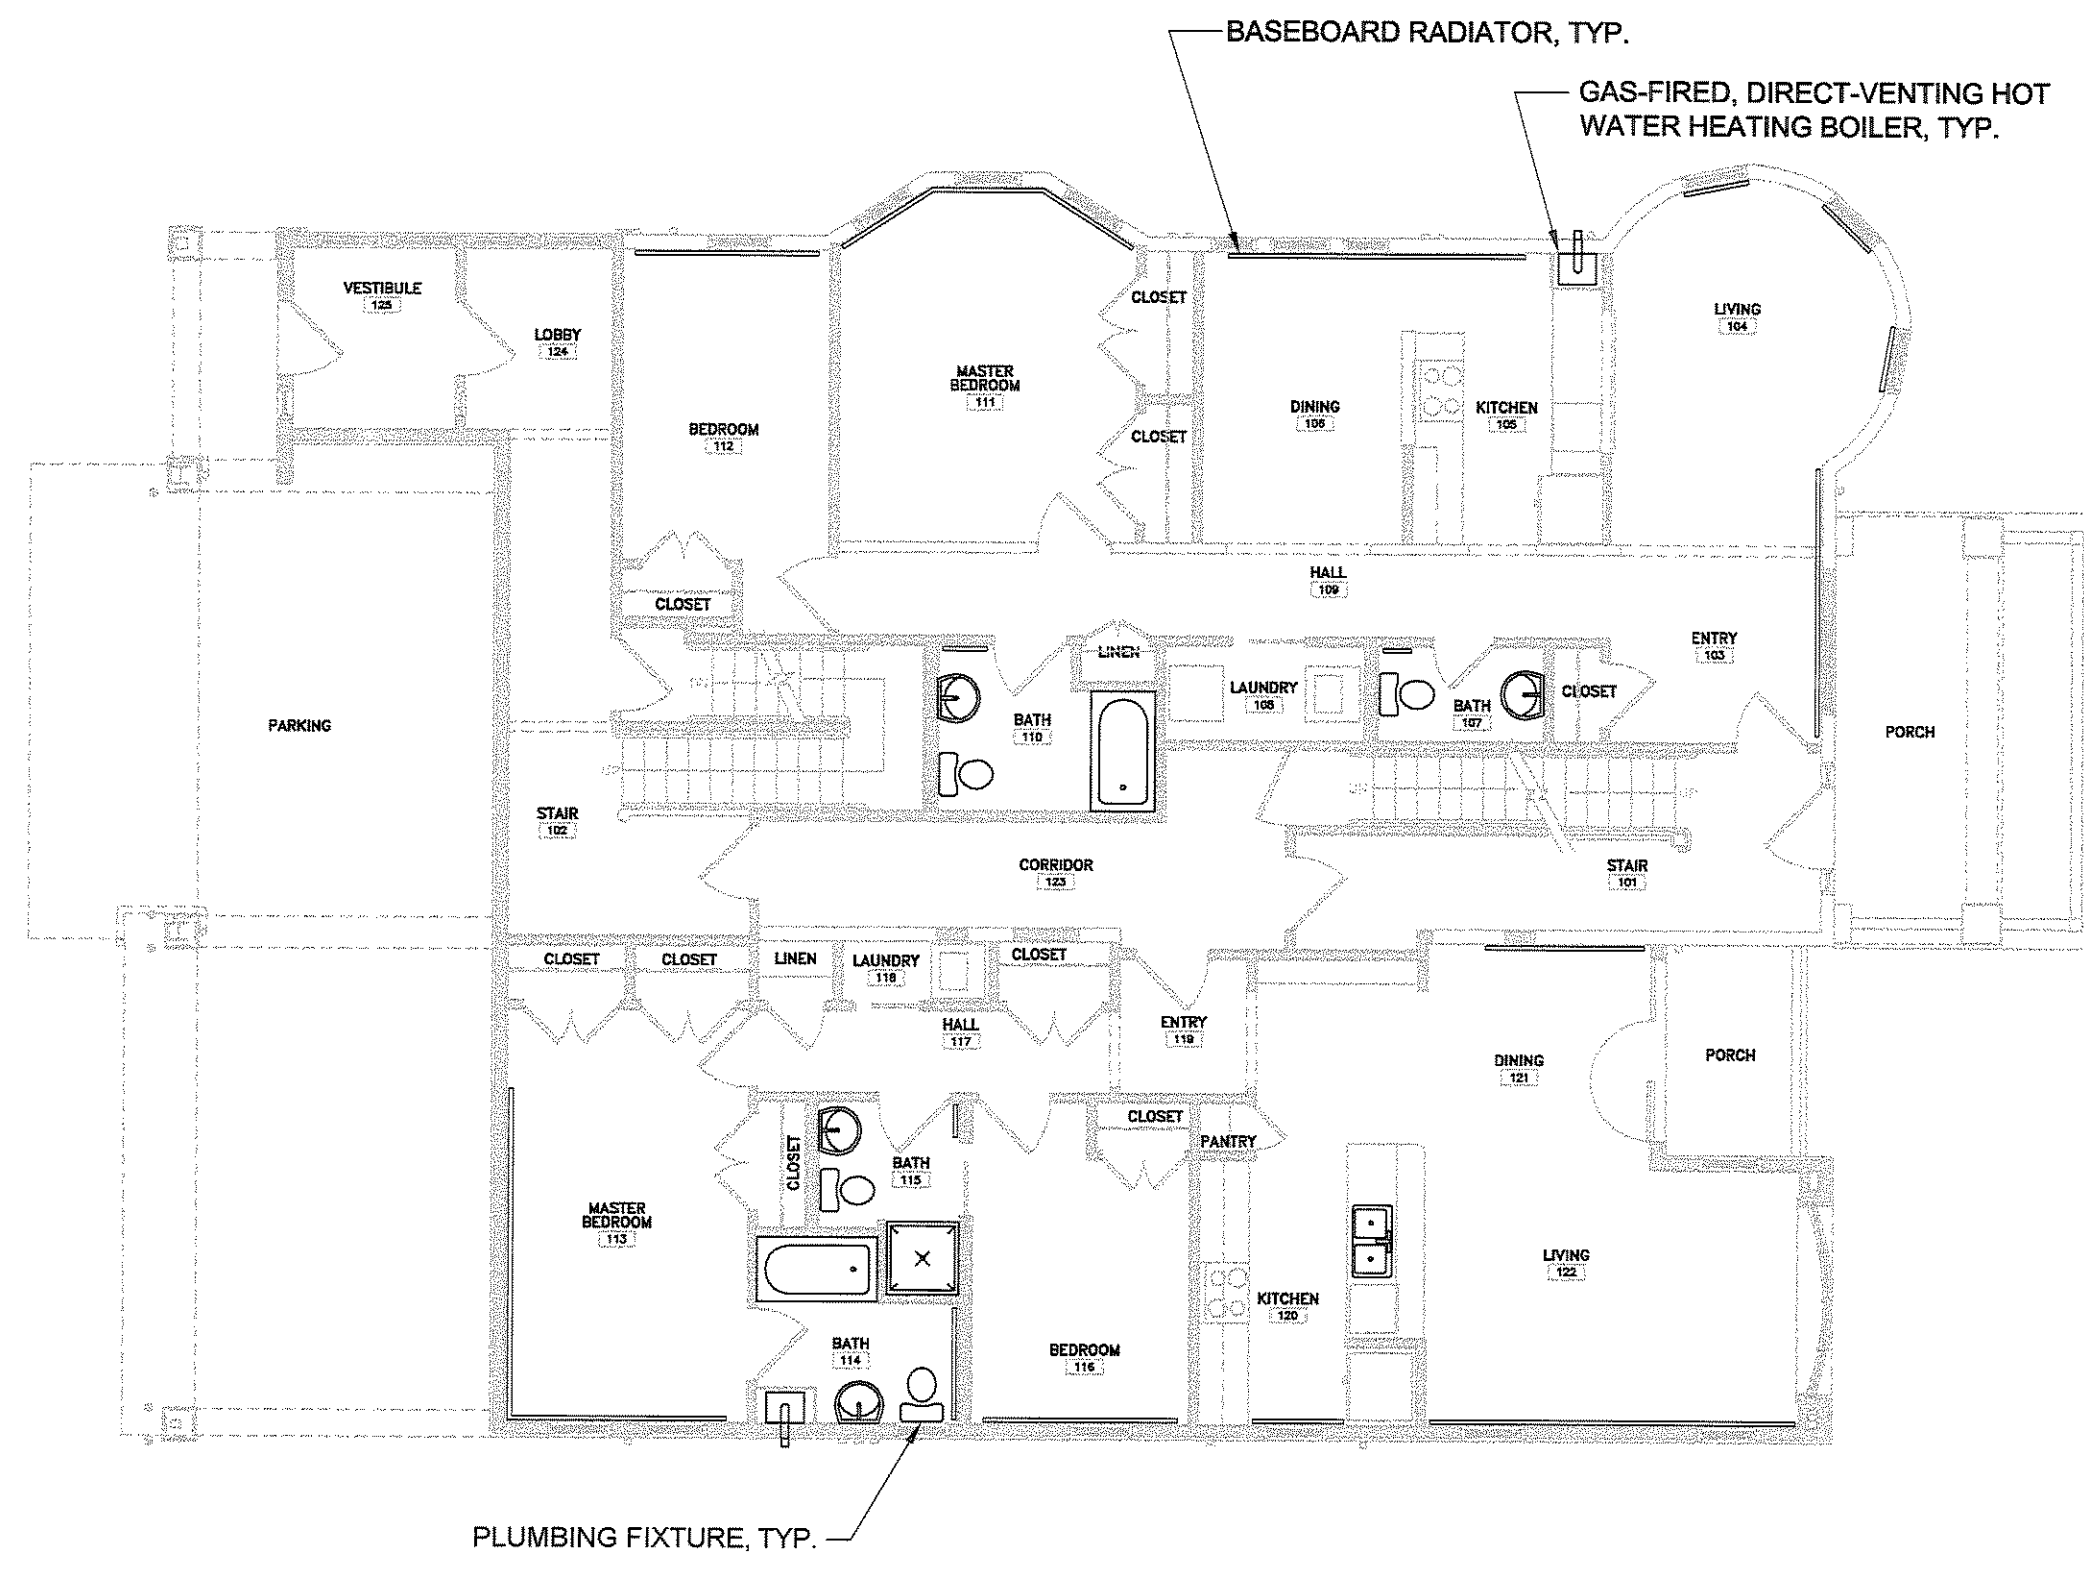 BASEBOARD RADIATOR, TYP.
GAS-FIRED, DIRECT-VENTING HOT
WATER HEATING BOILER, TYP.
VESTIBULE
125
LOBBY
124
BEDROOM
112
MASTER
BEDROOM
111
CLOSET
CLOSET
DINING
106
KITCHEN
105
LIVING
104
CLOSET
HALL
109
ENTRY
103
LINEN
LAUNDRY
108
BATH
107
CLOSET
BATH
110
PARKING
PORCH
UP
UP
UP
UP
STAIR
102
CORRIDOR
123
STAIR
101
CLOSET
CLOSET
LINEN
LAUNDRY
118
CLOSET
HALL
117
ENTRY
119
DINING
121
PORCH
CLOSET
PANTRY
CLOSET
BATH
115
MASTER
BEDROOM
113
LIVING
122
KITCHEN
120
BATH
114
BEDROOM
116
PLUMBING FIXTURE, TYP.